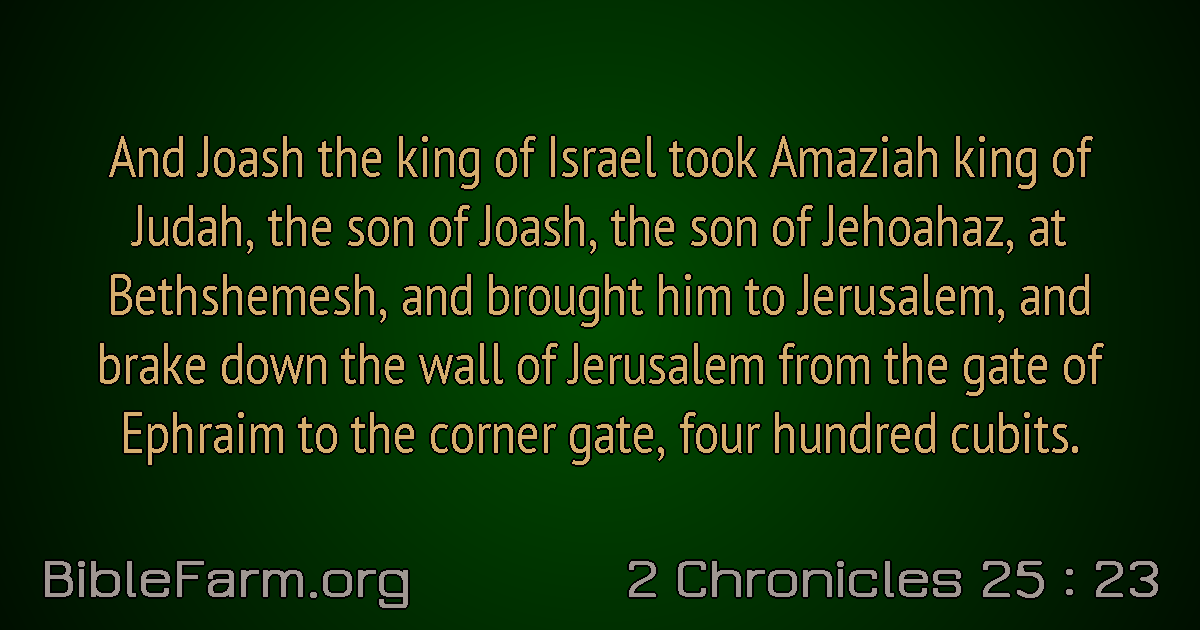 And Joash the king of Israel took Amaziah king of
Judah, the son of Joash, the son of Jehoahaz, at
Bethshemesh, and brought him to Jerusalem, and
brake down the wall of Jerusalem from the gate of
Ephraim to the corner gate, four hundred cubits.
BibleFarm.org
2 Chronicles 25 : 23